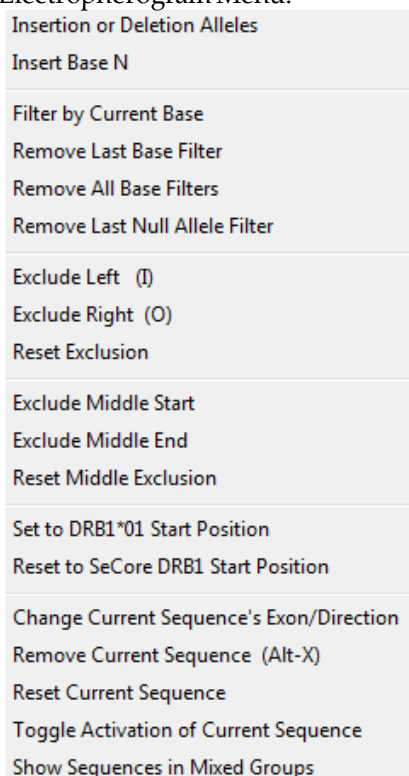 Electropherogram Menu:
Insertion or Deletion Alleles
Insert Base N
Filter by Current Base
Remove Last Base Filter
Remove All Base Filters
Remove Last Null Allele Filter
Exclude Left (I)
Exclude Right (O)
Reset Exclusion
Exclude Middle Start
Exclude Middle End
Reset Middle Exclusion
Set to DRB1*01 Start Position
Reset to SeCore DRB1 Start Position
Change Current Sequence's Exon/Direction
Remove Current Sequence (Alt-X)
Reset Current Sequence
Toggle Activation of Current Sequence
Show Sequences in Mixed Groups